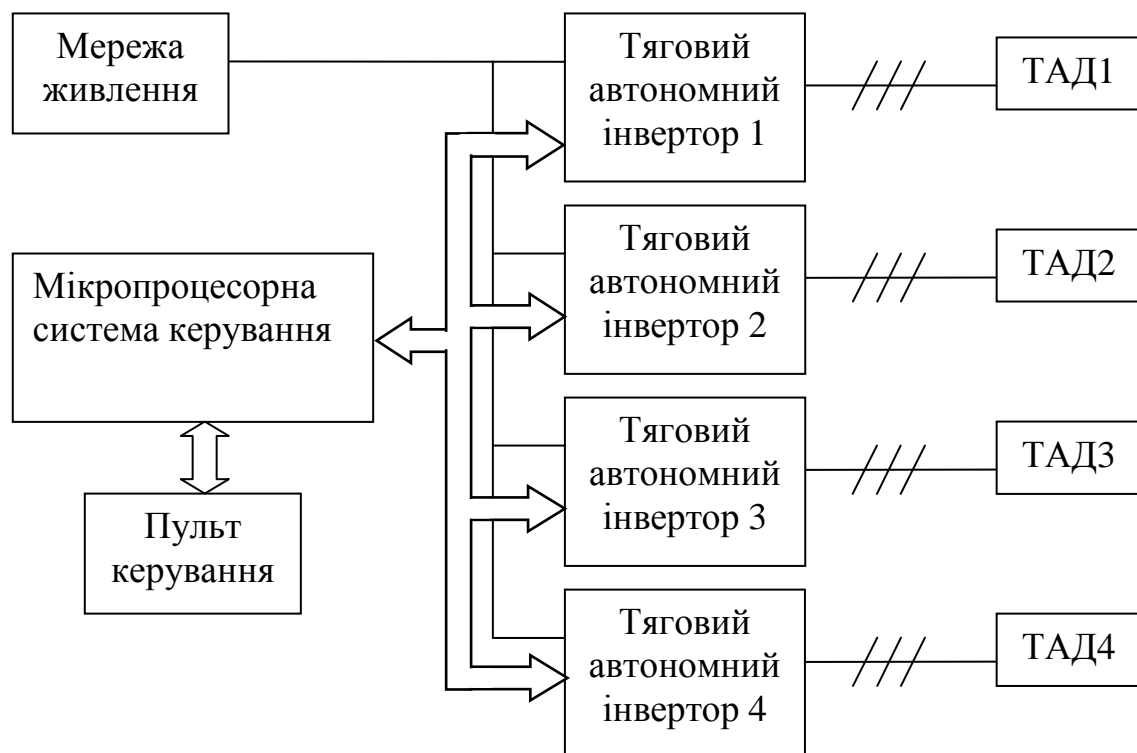 Мережа
живлення
Тяговий
автономний
інвертор 1
ТАД1
Тяговий
автономний
інвертор 2
ТАД2
Мікропроцесорна
система керування
Тяговий
автономний
інвертор 3
ТАД3
Пульт
керування
Тяговий
автономний
інвертор 4
ТАД4